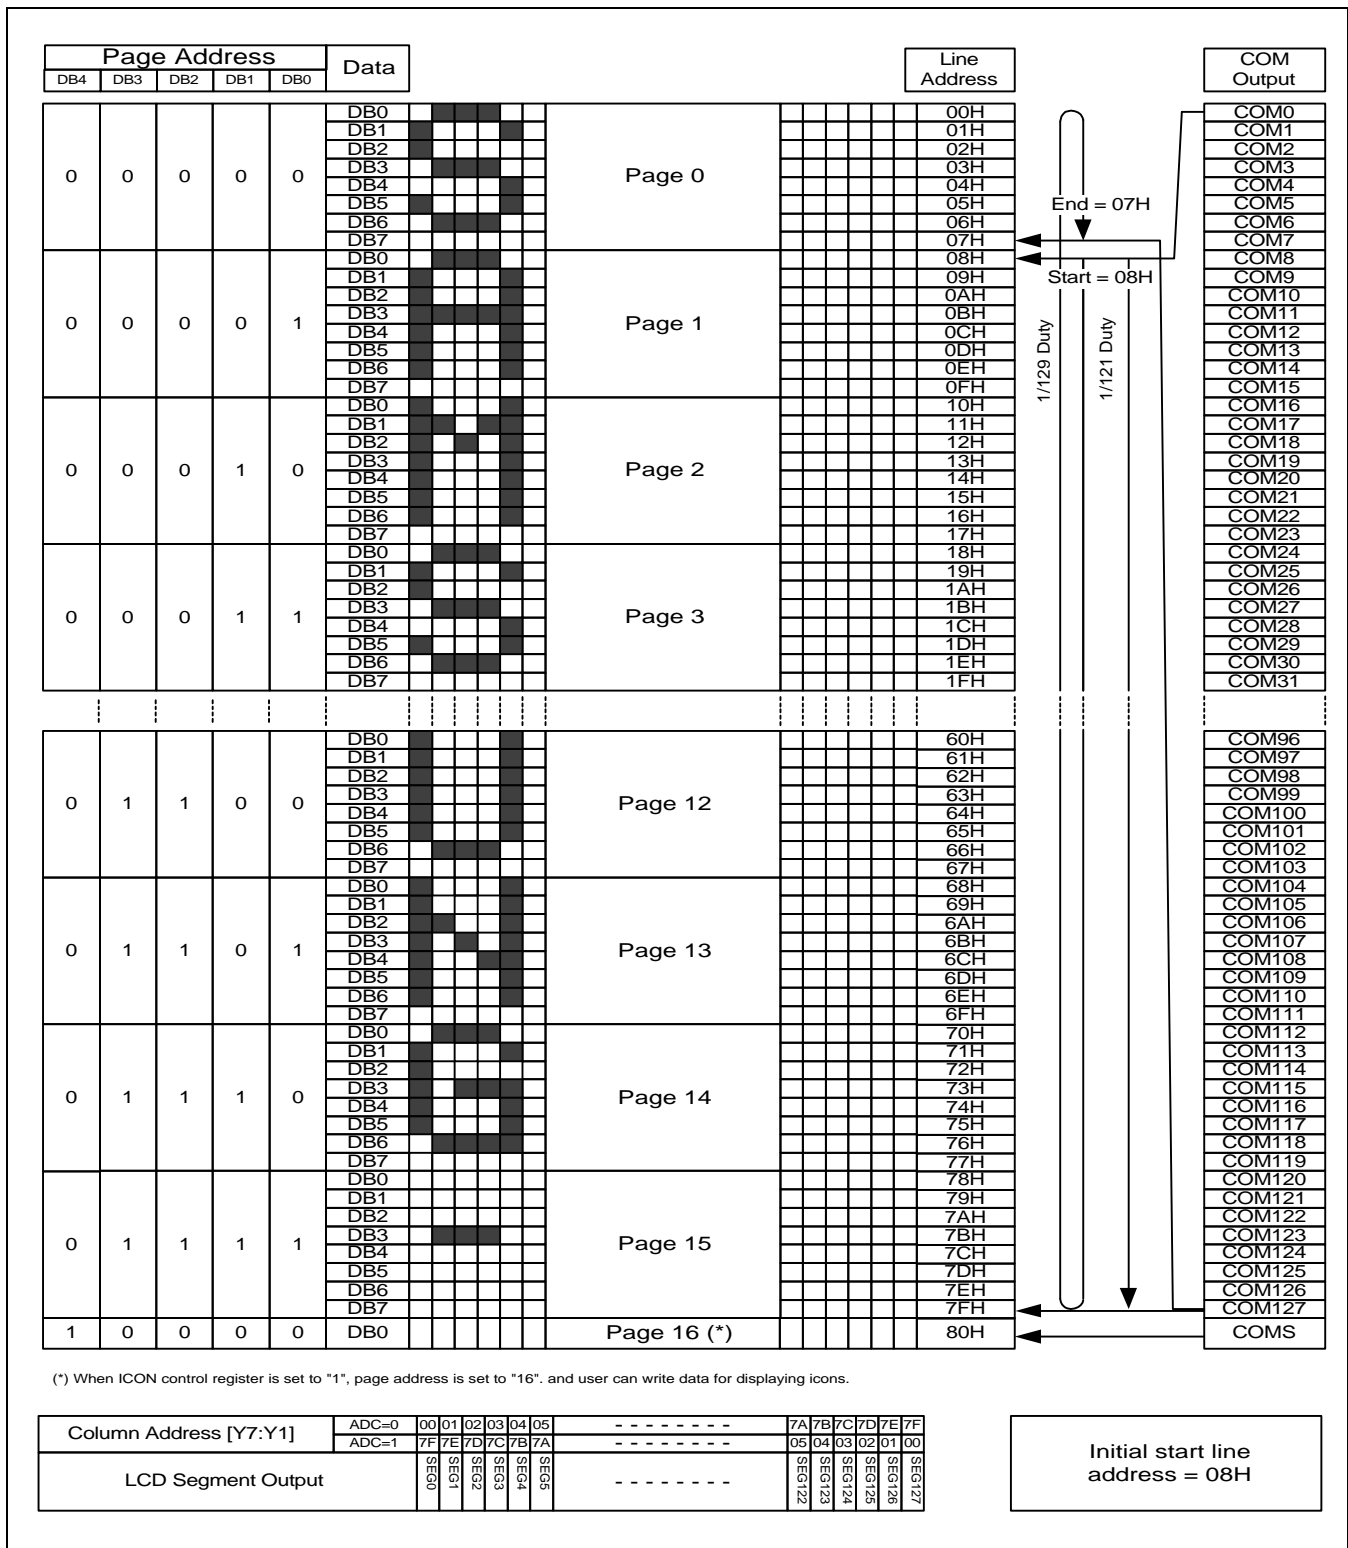 Page Address Data Line Address COM Output
DB4 DB3 DB2 DB1 DB0
DB0 00H COM0
DB1 01H COM1
DB2 02H COM2
DB3 03H COM3
0 0 0 0 0 Page 0
DB4 04H COM4
DB5 05H End = 07H COM5
DB6 06H COM6
DB7 07H COM7
DB0 08H COM8
DB1 09H Start = 08H COM9
DB2 0AH COM10
DB3 0BH COM11
0 0 0 0 1 Page 1
DB4 0CH 1/129 Duty 1/121 Duty COM12
DB5 0DH COM13
DB6 0EH COM14
DB7 0FH COM15
DB0 10H COM16
DB1 11H COM17
DB2 12H COM18
DB3 13H COM19
0 0 0 1 0 Page 2
DB4 14H COM20
DB5 15H COM21
DB6 16H COM22
DB7 17H COM23
DB0 18H COM24
DB1 19H COM25
DB2 1AH COM26
DB3 1BH COM27
0 0 0 1 1 Page 3
DB4 1CH COM28
DB5 1DH COM29
DB6 1EH COM30
DB7 1FH COM31
DB0 60H COM96
DB1 61H COM97
DB2 62H COM98
DB3 63H COM99
0 1 1 0 0 Page 12
DB4 64H COM100
DB5 65H COM101
DB6 66H COM102
DB7 67H COM103
DB0 68H COM104
DB1 69H COM105
DB2 6AH COM106
DB3 6BH COM107
0 1 1 0 1 Page 13
DB4 6CH COM108
DB5 6DH COM109
DB6 6EH COM110
DB7 6FH COM111
DB0 70H COM112
DB1 71H COM113
DB2 72H COM114
DB3 73H COM115
0 1 1 1 0 Page 14
DB4 74H COM116
DB5 75H COM117
DB6 76H COM118
DB7 77H COM119
DB0 78H COM120
DB1 79H COM121
DB2 7AH COM122
DB3 7BH COM123
0 1 1 1 1 Page 15
DB4 7CH COM124
DB5 7DH COM125
DB6 7EH COM126
DB7 7FH COM127
1 0 0 0 0 DB0 Page 16 (*) 80H COMS
(*) When ICON control register is set to "1", page address is set to "16". and user can write data for displaying icons.
Column Address [Y7:Y1] ADC=0 00 01 02 03 04 05 - - - - - - - - 7A 7B 7C 7D 7E 7F
ADC=1 7F 7E 7D 7C 7B 7A - - - - - - - - 05 04 03 02 01 00
LCD Segment Output SEG0 SEG1 SEG2 SEG3 SEG4 SEG5 - - - - - - - - SEG122 SEG123 SEG124 SEG125 SEG126 SEG127
Initial start line
address = 08H